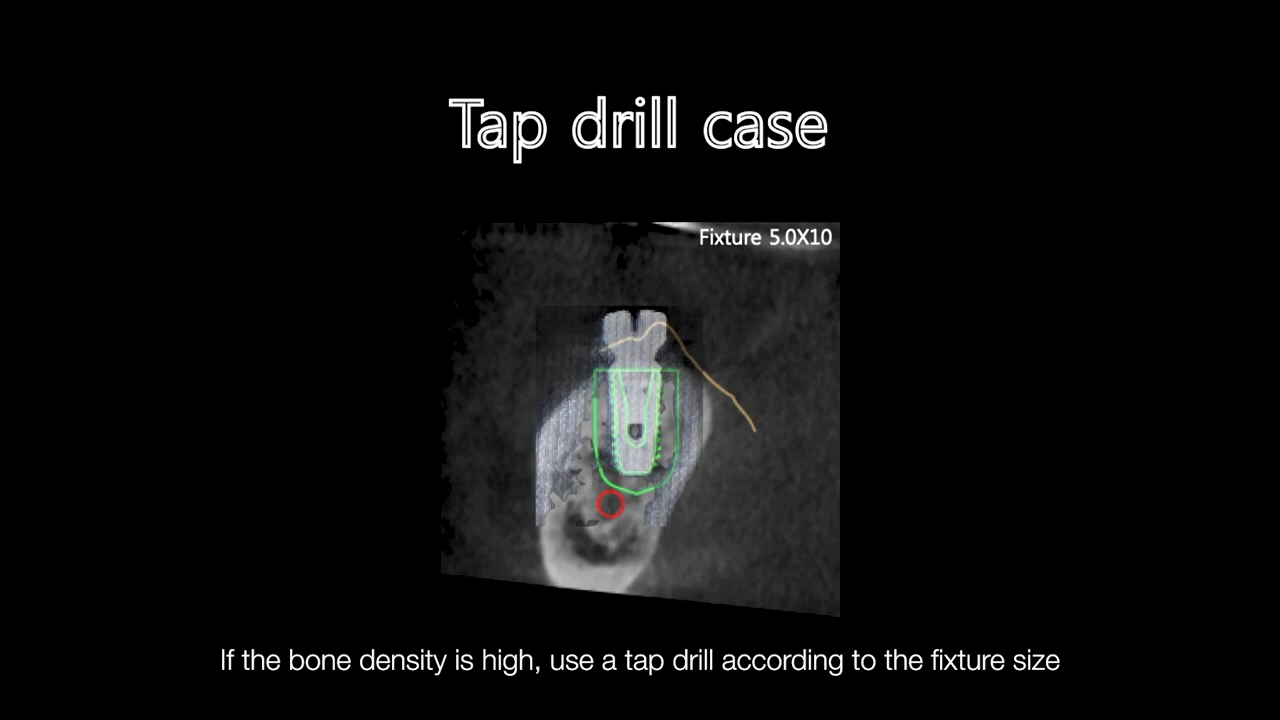 Tap drill case
Fixture 5.0X10
If the bone density is high, use a tap drill according to the fixture size